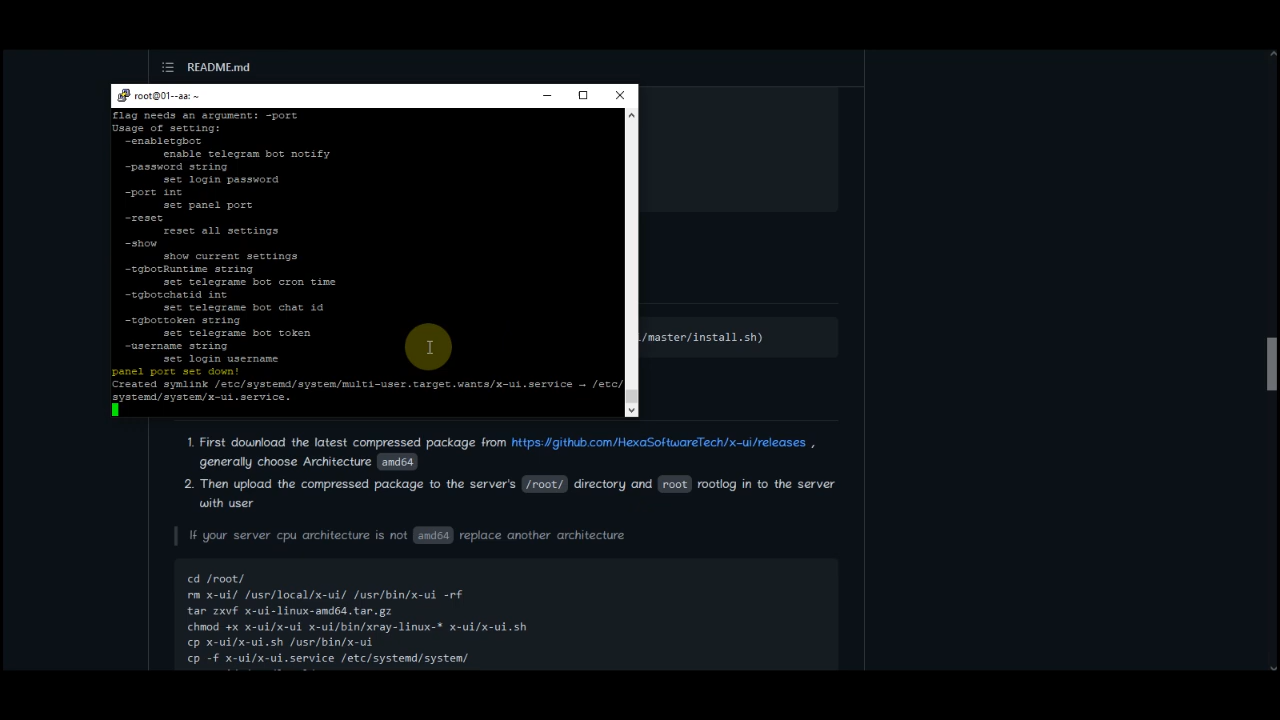 README.md
root@01--aa: ~
flag needs an argument: -port
Usage of setting:
-enabletgbot
enable telegram bot notify
-password string
set login password
-port int
set panel port
-reset
reset all settings
-show
show current settings
-tgbotRuntime string
set telegrame bot cron time
-tgbotchatid int
set telegrame bot chat id
-tgbottoken string
set telegrame bot token
-username string
set login username
panel port set down!
Created symlink /etc/systemd/system/multi-user.target.wants/x-ui.service → /etc/
systemd/system/x-ui.service.
/master/install.sh)
1. First download the latest compressed package from https://github.com/HexaSoftwareTech/x-ui/releases ,
generally choose Architecture amd64
2. Then upload the compressed package to the server's /root/ directory and root rootlog in to the server
with user
If your server cpu architecture is not amd64 replace another architecture
cd /root/
rm x-ui/ /usr/local/x-ui/ /usr/bin/x-ui -rf
tar zxvf x-ui-linux-amd64.tar.gz
chmod +x x-ui/x-ui x-ui/bin/xray-linux-* x-ui/x-ui.sh
cp x-ui/x-ui.sh /usr/bin/x-ui
cp -f x-ui/x-ui.service /etc/systemd/system/